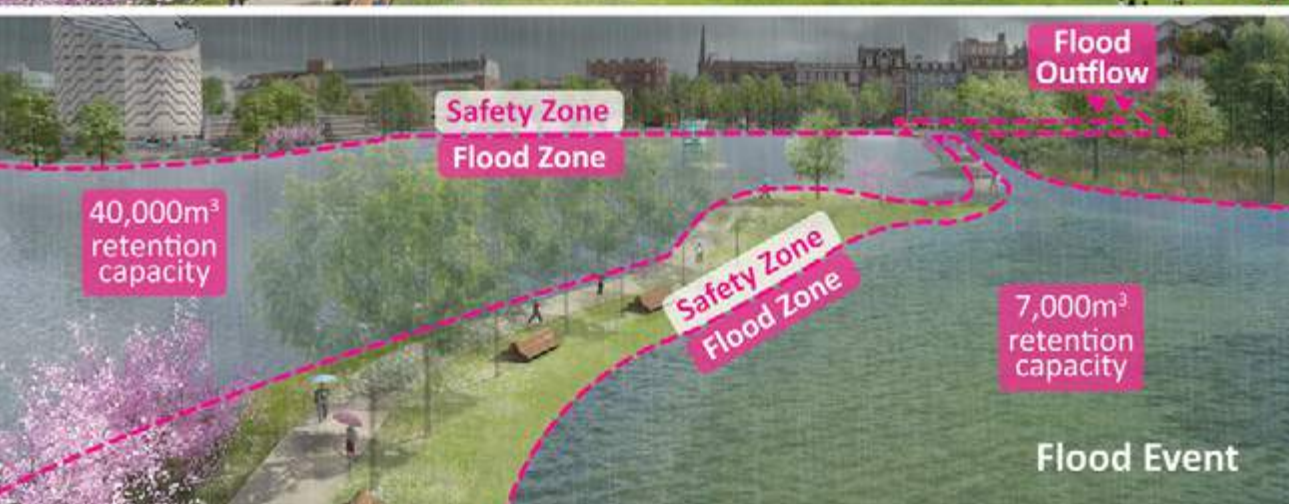 Flood
Outflow
Safety Zone
Flood Zone
40,000m³
retention
capacity
Safety Zone
Flood Zone
7,000m³
retention
capacity
Flood Event